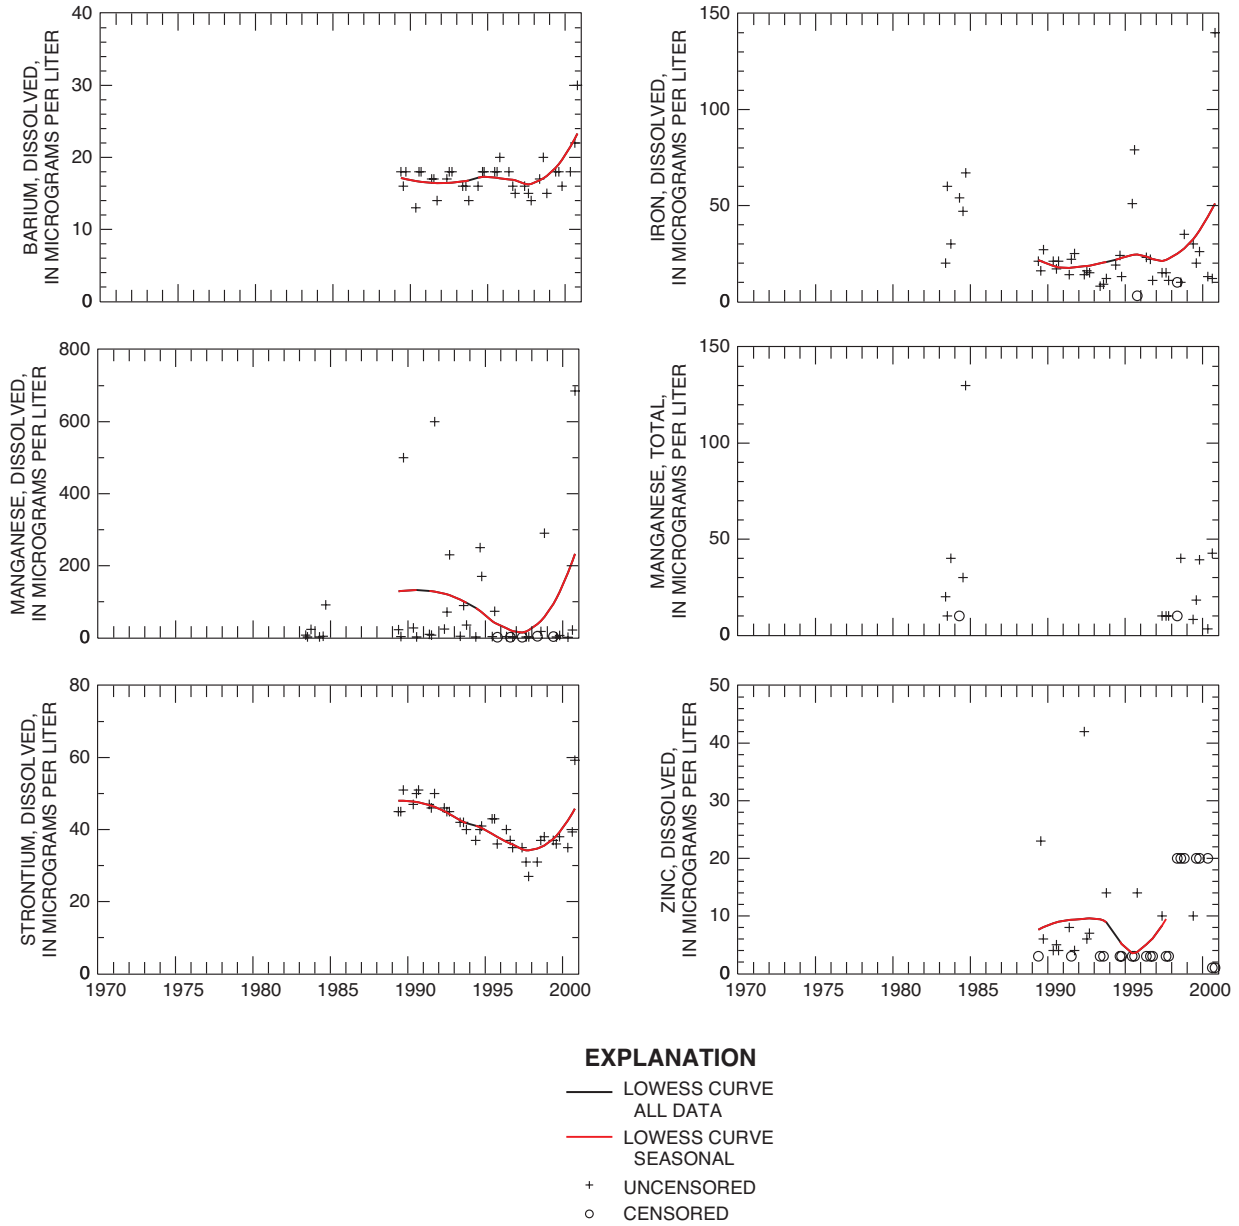 BARIUM, DISSOLVED,
IN MICROGRAMS PER LITER
40
30
20
10
0
IRON, DISSOLVED,
IN MICROGRAMS PER LITER
150
100
50
0
MANGANESE, DISSOLVED,
IN MICROGRAMS PER LITER
800
600
400
200
0
MANGANESE, TOTAL,
IN MICROGRAMS PER LITER
150
100
50
0
STRONTIUM, DISSOLVED,
IN MICROGRAMS PER LITER
80
60
40
20
0
1970 1975 1980 1985 1990 1995 2000
ZINC, DISSOLVED,
IN MICROGRAMS PER LITER
50
40
30
20
10
0
1970 1975 1980 1985 1990 1995 2000
EXPLANATION
LOWESS CURVE
ALL DATA
LOWESS CURVE
SEASONAL
UNCENSORED
CENSORED